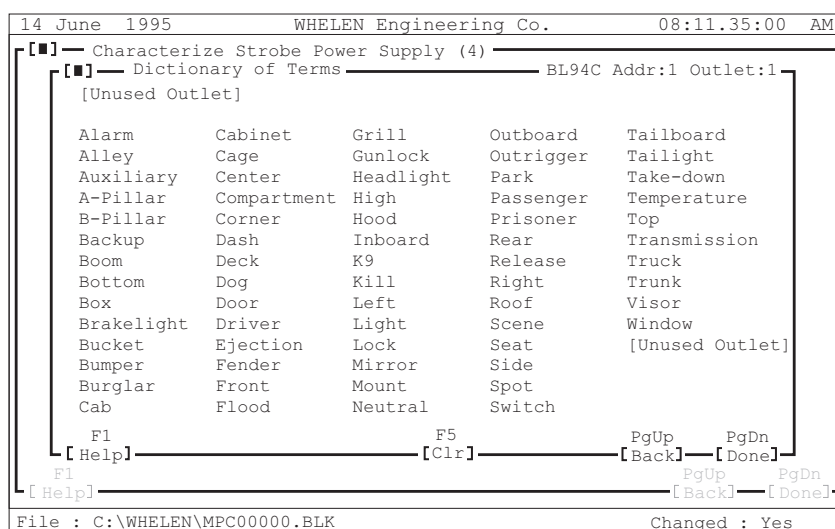 14 June 1995 WHELEN Engineering Co. 08:11.35:00 AM
[■] Characterize Strobe Power Supply (4)
[■] Dictionary of Terms BL94C Addr:1 Outlet:1
[Unused Outlet]
Alarm Cabinet Grill Outboard Tailboard
Alley Cage Gunlock Outrigger Tailight
Auxiliary Center Headlight Park Take-down
A-Pillar Compartment High Passenger Temperature
B-Pillar Corner Hood Prisoner Top
Backup Dash Inboard Rear Transmission
Boom Deck K9 Release Truck
Bottom Dog Kill Right Trunk
Box Door Left Roof Visor
Brakelight Driver Light Scene Window
Bucket Ejection Lock Seat [Unused Outlet]
Bumper Fender Mirror Side
Burglar Front Mount Spot
Cab Flood Neutral Switch
F1 F5 PgUp PgDn
[Help] [Clr] [Back] [Done]
F1 PgUp PgDn
[Help] [Back] [Done]
File : C:\WHELEN\MPC00000.BLK Changed : Yes